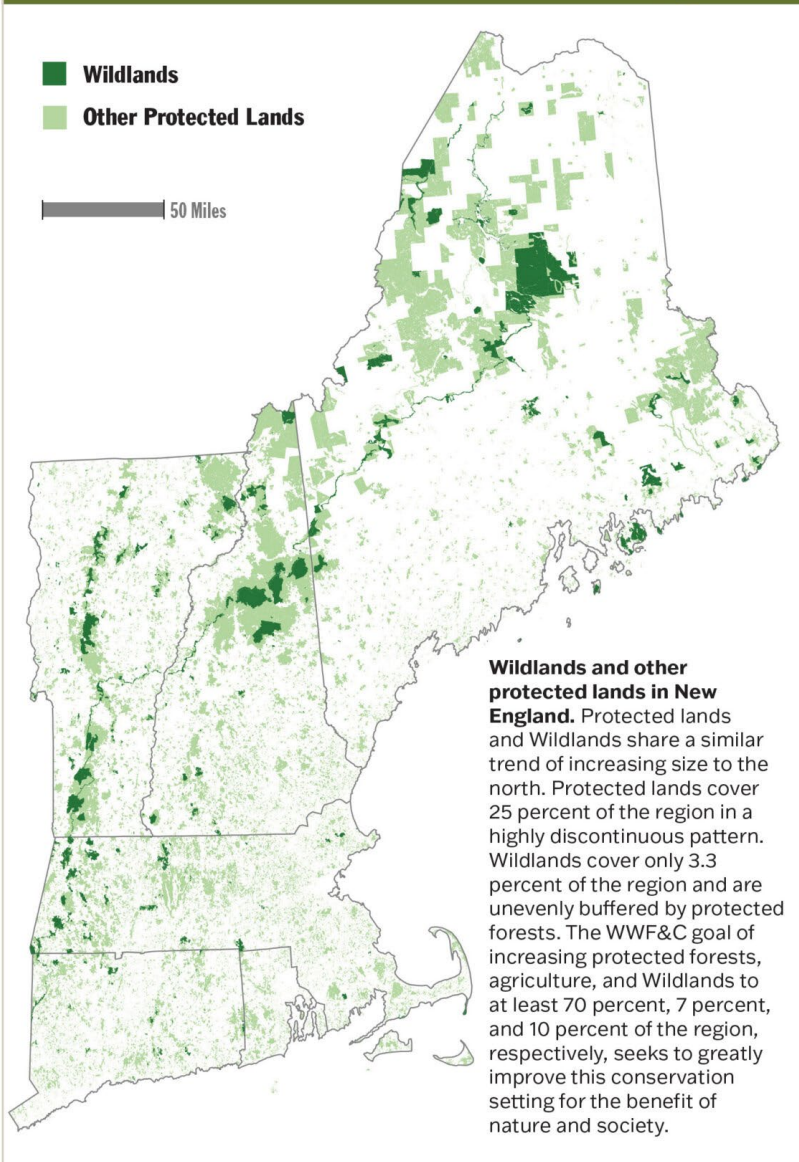 Wildlands
Other Protected Lands
50 Miles
Wildlands and other
protected lands in New
England. Protected lands
and Wildlands share a similar
trend of increasing size to the
north. Protected lands cover
25 percent of the region in a
highly discontinuous pattern.
Wildlands cover only 3.3
percent of the region and are
unevenly buffered by protected
forests. The WWF&C goal of
increasing protected forests,
agriculture, and Wildlands to
at least 70 percent, 7 percent,
and 10 percent of the region,
respectively, seeks to greatly
improve this conservation
setting for the benefit of
nature and society.